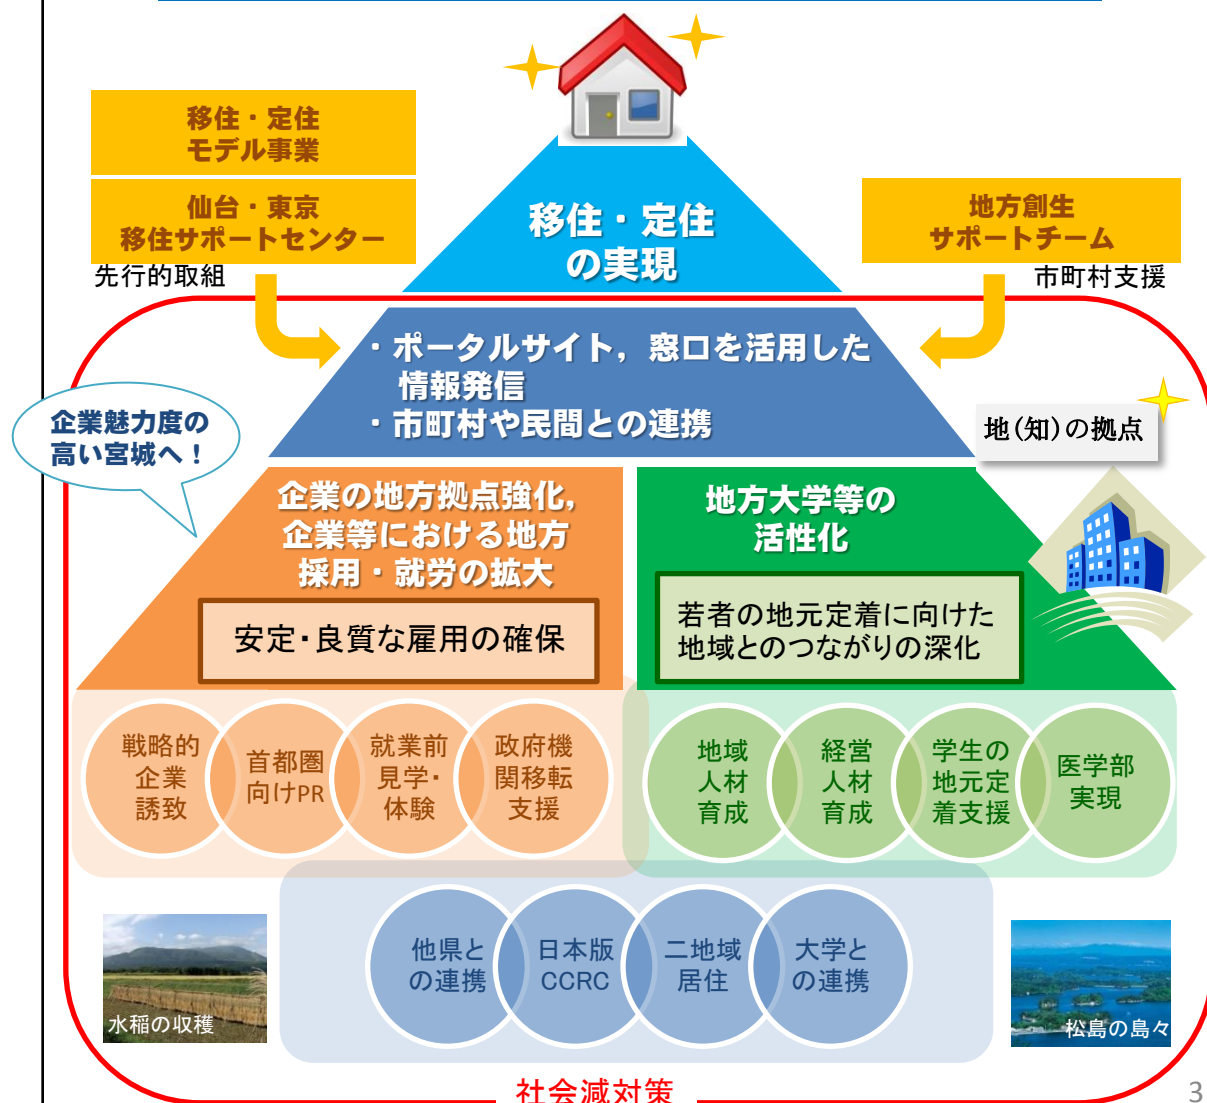 移住・定住
モデル事業
仙台・東京
移住サポートセンター
先行的取組
移住・定住
の実現
地方創生
サポートチーム
市町村支援
・ポータルサイト，窓口を活用した
情報発信
・市町村や民間との連携
企業魅力度の
高い宮城へ！
地（知）の拠点
企業の地方拠点強化，
企業等における地方
採用・就労の拡大
安定・良質な雇用の確保
地方大学等の
活性化
若者の地元定着に向けた
地域とのつながりの深化
戦略的
企業
誘致
首都圏
向けPR
就業前
見学・
体験
政府機
関移転
支援
地域
人材
育成
経営
人材
育成
学生の
地元定
着支援
医学部
実現
他県と
の連携
日本版
CCRC
二地域
居住
大学と
の連携
水稲の収穫
松島の島々
社会減対策
3